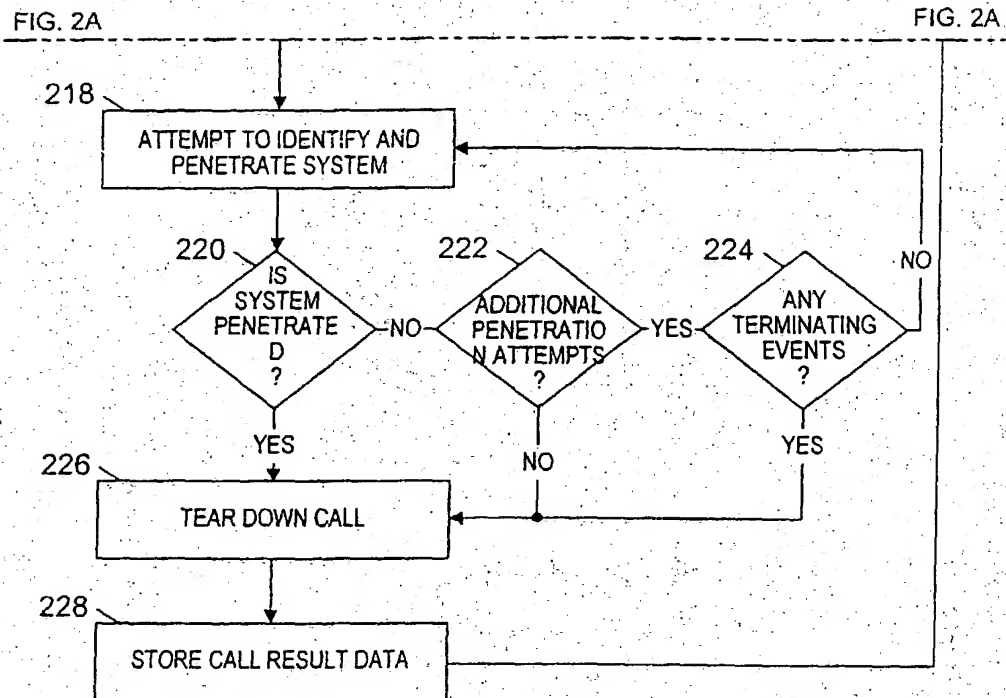 FIG. 2A
FIG. 2A
218
ATTEMPT TO IDENTIFY AND
PENETRATE SYSTEM
220
IS
SYSTEM
PENETRATE
D
?
NO
222
ADDITIONAL
PENETRATIO
N ATTEMPTS
?
YES
224
ANY
TERMINATING
EVENTS
?
NO
YES
NO
YES
226
TEAR DOWN CALL
228
STORE CALL RESULT DATA